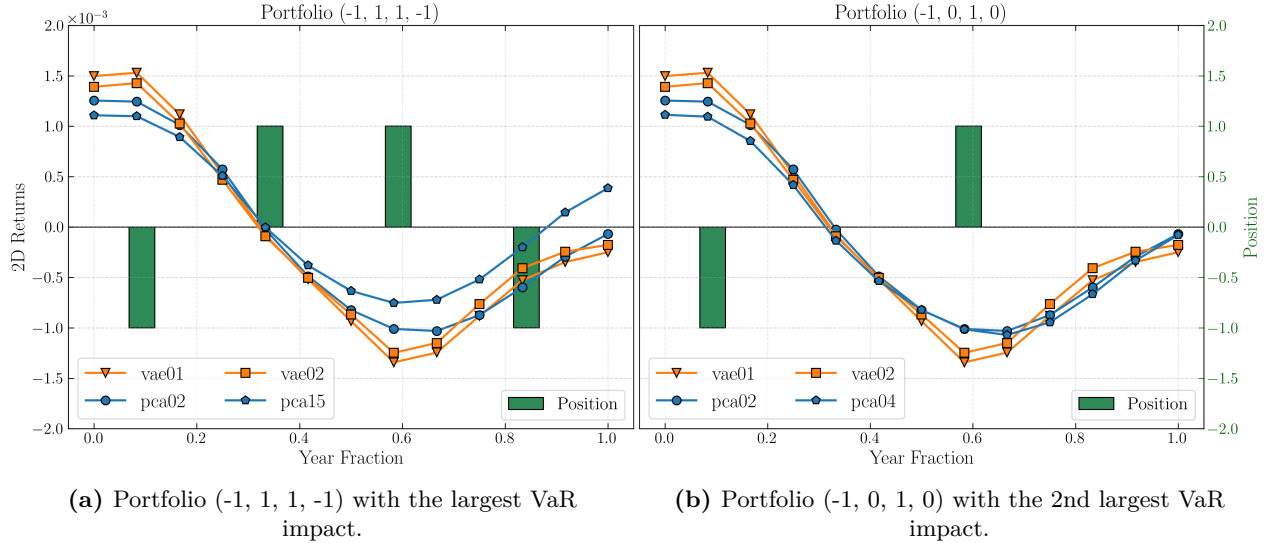 Portfolio (-1, 1, 1, -1)
×10⁻³
2.0
1.5
1.0
0.5
0.0
−0.5
−1.0
−1.5
−2.0
2D Returns
vae01
vae02
pca02
pca15
Position
0.0 0.2 0.4 0.6 0.8 1.0
Year Fraction
Portfolio (-1, 0, 1, 0)
vae01
vae02
pca02
pca04
Position
0.0 0.2 0.4 0.6 0.8 1.0
Year Fraction
2.0
1.5
1.0
0.5
0.0
−0.5
−1.0
−1.5
−2.0
Position
(a) Portfolio (-1, 1, 1, -1) with the largest VaR
impact.
(b) Portfolio (-1, 0, 1, 0) with the 2nd largest VaR
impact.